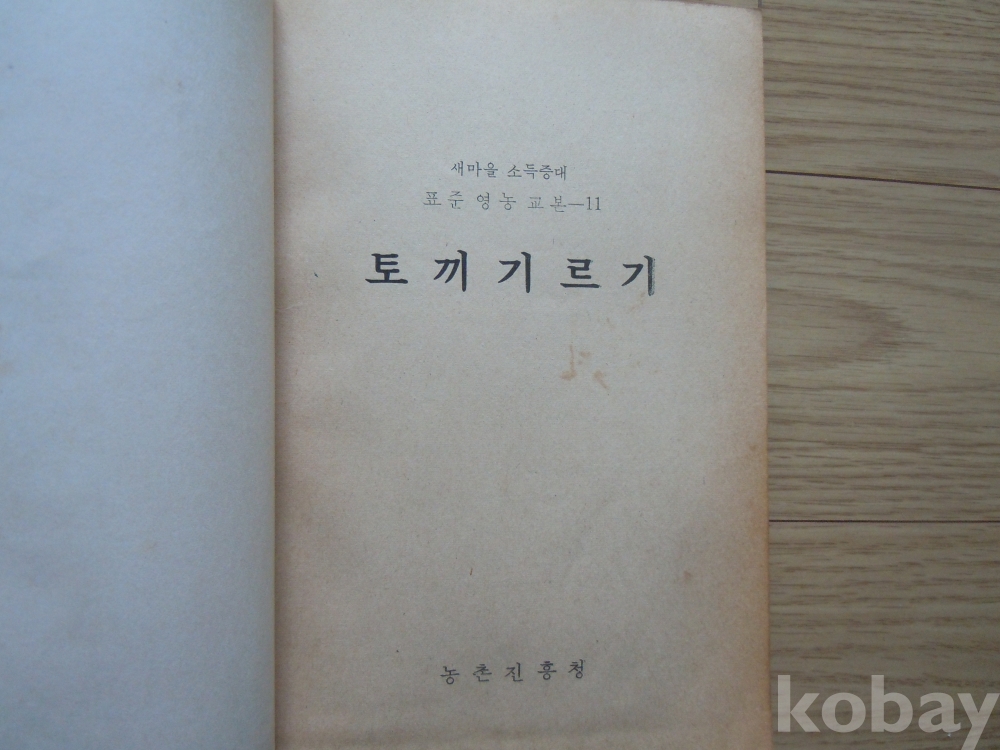 새마을 소득증대
표준영농교본—11
토끼기르기
농촌진흥청
kobay